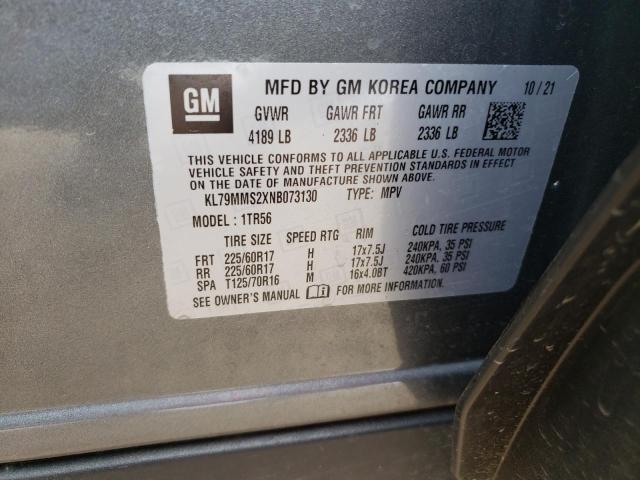 GM
MFD BY GM KOREA COMPANY 10/21
GVWR GAWR FRT GAWR RR
4189 LB 2336 LB 2336 LB
THIS VEHICLE CONFORMS TO ALL APPLICABLE U.S. FEDERAL MOTOR
VEHICLE SAFETY AND THEFT PREVENTION STANDARDS IN EFFECT
ON THE DATE OF MANUFACTURE SHOWN ABOVE.
KL79MMS2XNB073130 TYPE: MPV
MODEL: 1TR56
TIRE SIZE SPEED RTG RIM COLD TIRE PRESSURE
FRT 225/60R17 H 17x7.5J 240KPA, 35 PSI
RR 225/60R17 H 17x7.5J 240KPA, 35 PSI
SPA T125/70R16 M 16x4.0BT 420KPA, 60 PSI
SEE OWNER'S MANUAL FOR MORE INFORMATION.